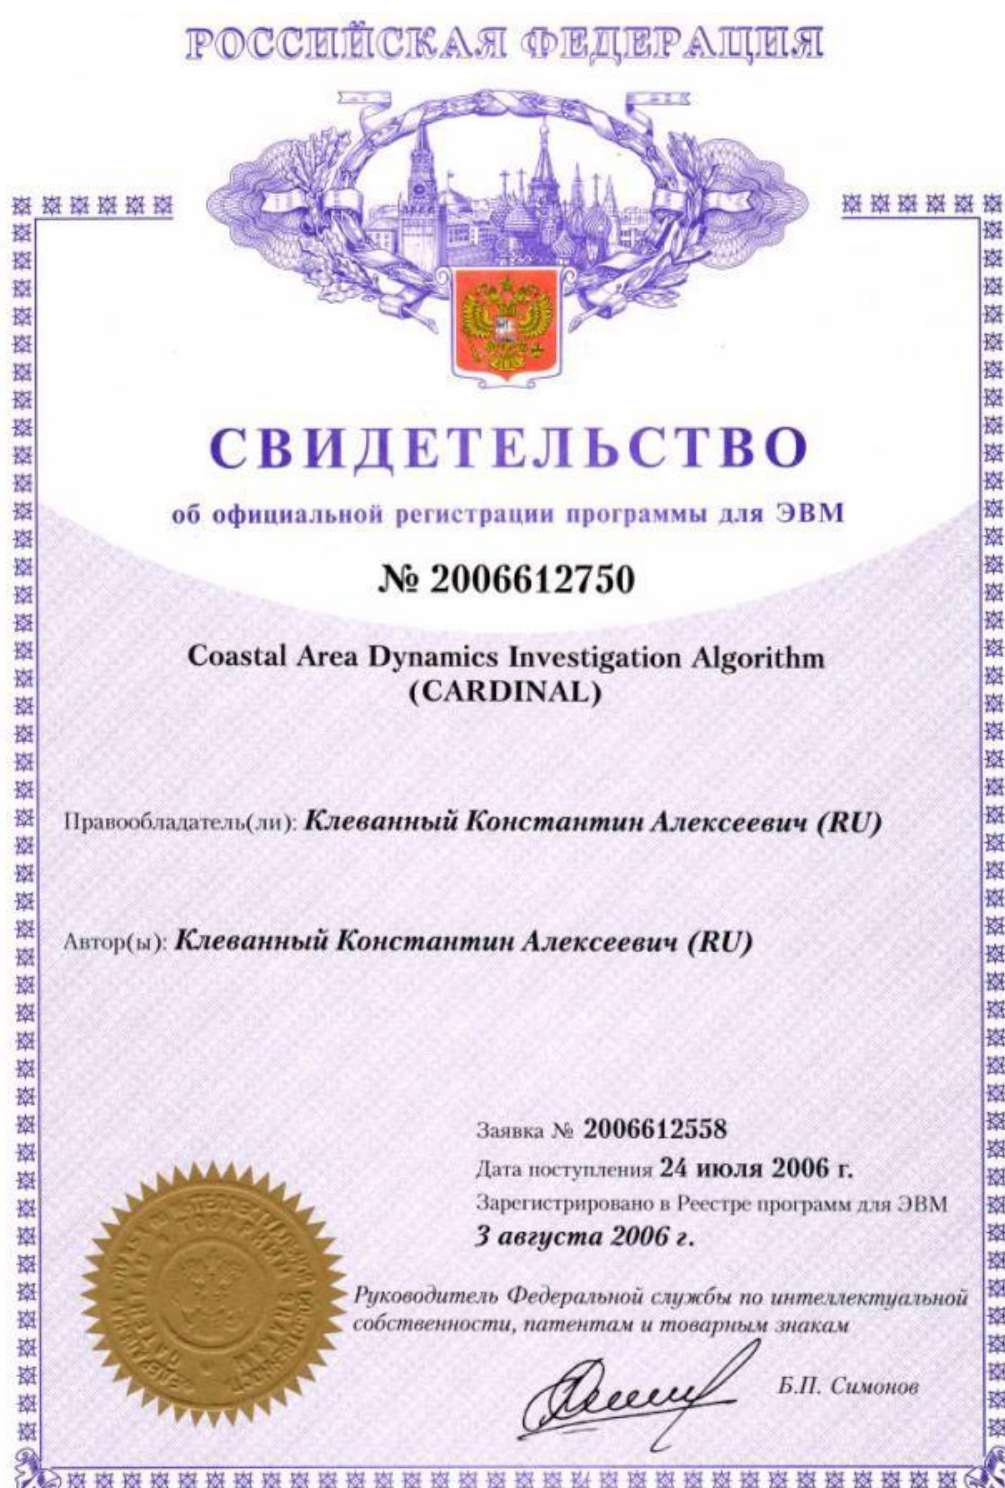 РОССИЙСКАЯ ФЕДЕРАЦИЯ
СВИДЕТЕЛЬСТВО
об официальной регистрации программы для ЭВМ
№ 2006612750
Coastal Area Dynamics Investigation Algorithm
(CARDINAL)
Правообладатель(ли): Клеванный Константин Алексеевич (RU)
Автор(ы): Клеванный Константин Алексеевич (RU)
Заявка № 2006612558
Дата поступления 24 июля 2006 г.
Зарегистрировано в Реестре программ для ЭВМ
3 августа 2006 г.
Руководитель Федеральной службы по интеллектуальной
собственности, патентам и товарным знакам
Б.П. Симонов